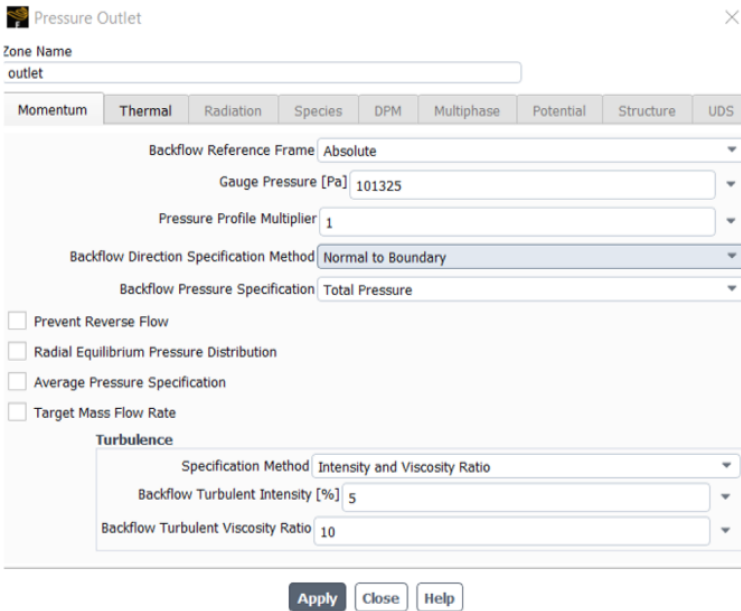 Pressure Outlet
Zone Name
outlet
Momentum Thermal Radiation Species DPM Multiphase Potential Structure UDS
Backflow Reference Frame Absolute
Gauge Pressure [Pa] 101325
Pressure Profile Multiplier 1
Backflow Direction Specification Method Normal to Boundary
Backflow Pressure Specification Total Pressure
Prevent Reverse Flow
Radial Equilibrium Pressure Distribution
Average Pressure Specification
Target Mass Flow Rate
Turbulence
Specification Method Intensity and Viscosity Ratio
Backflow Turbulent Intensity [%] 5
Backflow Turbulent Viscosity Ratio 10
Apply Close Help